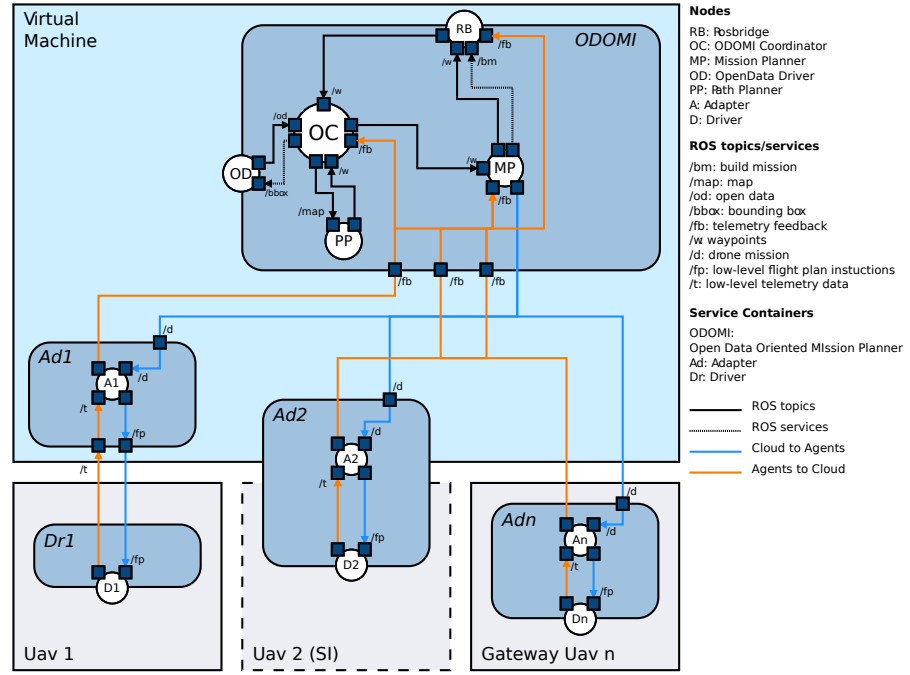 Virtual
Machine
ODOMI
RB
/fb
/w
/bm
/w
/od
OC
/fb
/w
MP
/fb
OD
/bbox
/w
/map
PP
/fb
/fb
/fb
/d
Ad1
A1
/d
/t
/fp
/t
/d
Ad2
/d
A2
/t
/fp
D2
/d
Adn
/d
An
/t
/fp
Dn
Dr1
/fp
D1
Uav 1
Uav 2 (SI)
Gateway Uav n
Nodes
RB: Rosbridge
OC: ODOMI Coordinator
MP: Mission Planner
OD: OpenData Driver
PP: Path Planner
A: Adapter
D: Driver
ROS topics/services
/bm: build mission
/map: map
/od: open data
/bbox: bounding box
/fb: telemetry feedback
/w waypoints
/d: drone mission
/fp: low-level flight plan instuctions
/t: low-level telemetry data
Service Containers
ODOMI:
Open Data Oriented MIssion Planner
Ad: Adapter
Dr: Driver
ROS topics
ROS services
Cloud to Agents
Agents to Cloud